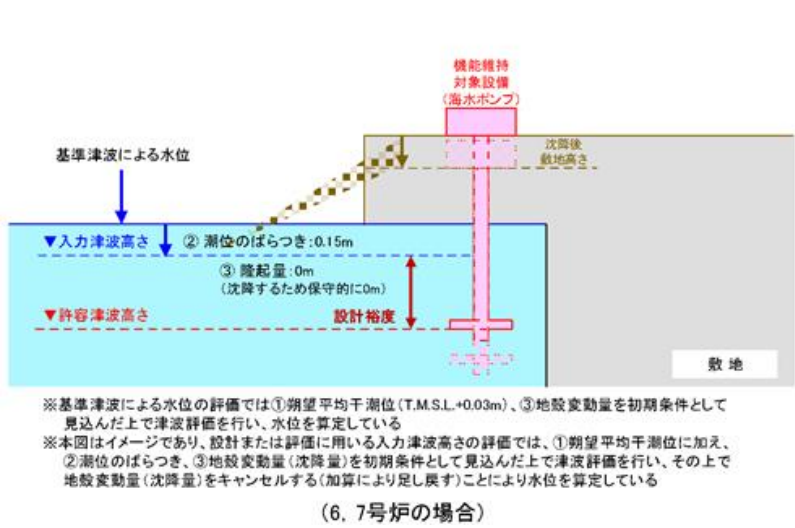 機能維持
対象設備
(海水ポンプ)
沈降後
敷地高さ
基準津波による水位
▼入力津波高さ
② 潮位のばらつき:0.15m
③ 隆起量:0m
(沈降するため保守的に0m)
▼許容津波高さ
設計裕度
敷地
※基準津波による水位の評価では①朔望平均干潮位(T.M.S.L.+0.03m)、③地殻変動量を初期条件として
見込んだ上で津波評価を行い、水位を算定している
※本図はイメージであり、設計または評価に用いる入力津波高さの評価では、①朔望平均干潮位に加え、
②潮位のばらつき、③地殻変動量(沈降量)を初期条件として見込んだ上で津波評価を行い、その上で
地殻変動量(沈降量)をキャンセルする(加算により足し戻す)ことにより水位を算定している
(6, 7号炉の場合)